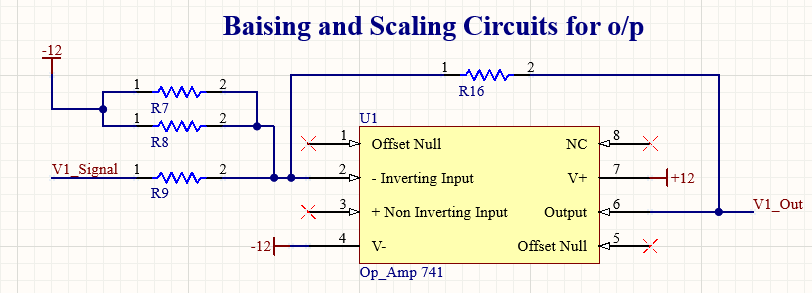 Baising and Scaling Circuits for o/p
-12
1 2
R7
1 2
R8
V1_Signal 1 2
R9
1 2
R16
U1
1 Offset Null NC 8
2 - Inverting Input V+ 7 +12
3 + Non Inverting Input Output 6 V1_Out
-12 4 V- Offset Null 5
Op_Amp 741